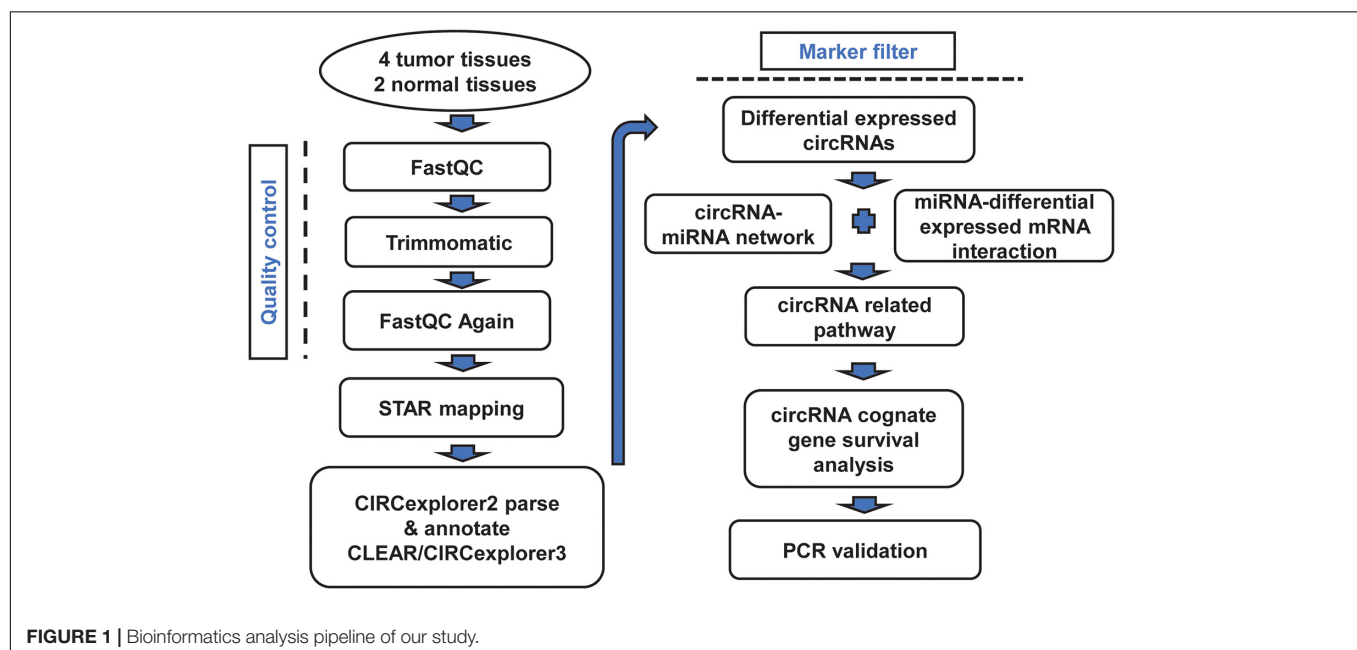 4 tumor tissues
2 normal tissues
Quality control
FastQC
Trimmomatic
FastQC Again
STAR mapping
CIRCexplorer2 parse
& annotate
CLEAR/CIRCexplorer3
Marker filter
Differential expressed
circRNAs
circRNA-
miRNA network
miRNA-differential
expressed mRNA
interaction
circRNA related
pathway
circRNA cognate
gene survival
analysis
PCR validation
FIGURE 1 | Bioinformatics analysis pipeline of our study.